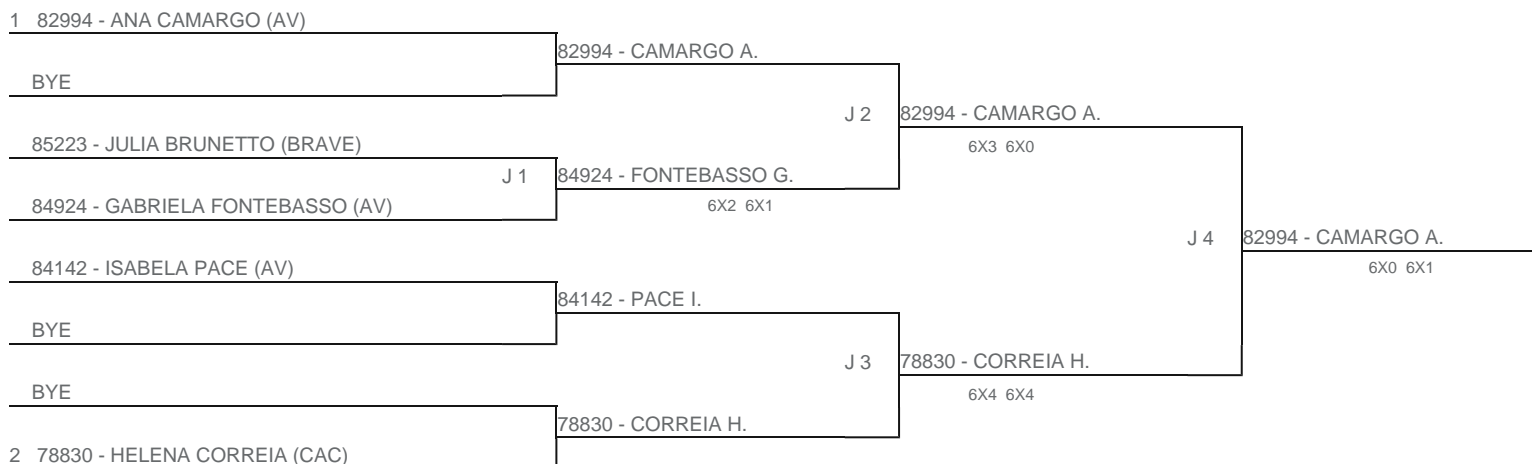 1 82994 - ANA CAMARGO (AV)
82994 - CAMARGO A.
BYE
J 2 82994 - CAMARGO A.
85223 - JULIA BRUNETTO (BRAVE)
6X3 6X0
J 1 84924 - FONTEBASSO G.
84924 - GABRIELA FONTEBASSO (AV)
6X2 6X1
J 4 82994 - CAMARGO A.
84142 - ISABELA PACE (AV)
6X0 6X1
84142 - PACE I.
BYE
J 3 78830 - CORREIA H.
BYE
6X4 6X4
78830 - CORREIA H.
2 78830 - HELENA CORREIA (CAC)